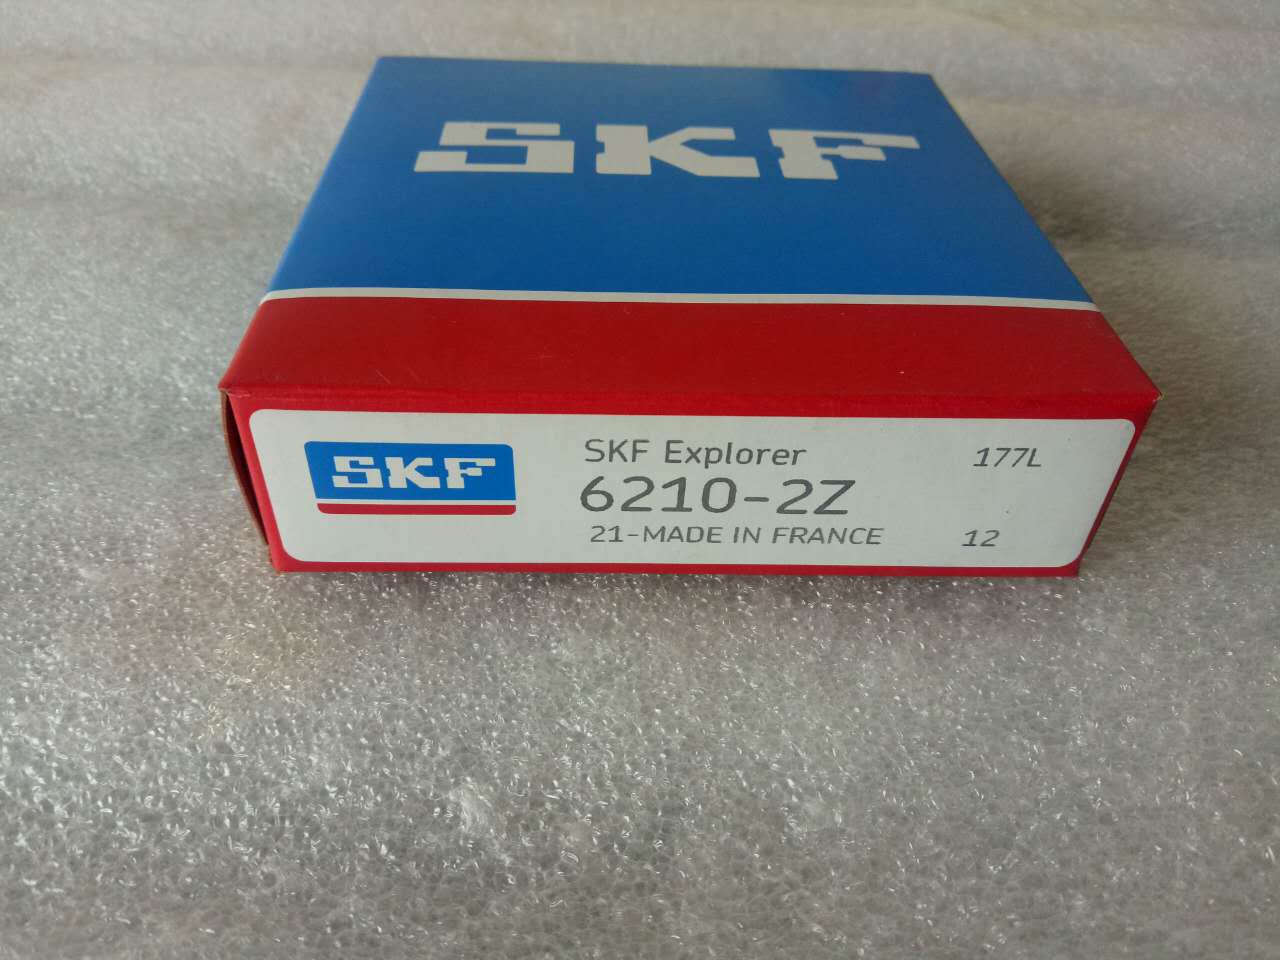 SKF
SKF
SKF Explorer
177L
6210-2Z
21-MADE IN FRANCE
12